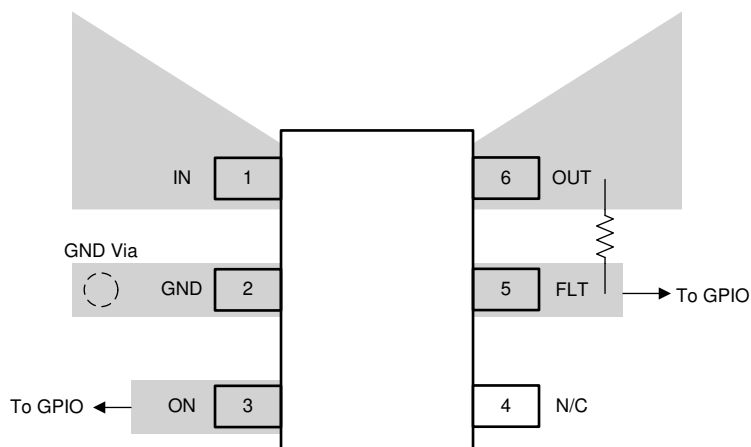 IN 1 6 OUT
GND Via
GND 2 5 FLT To GPIO
To GPIO ON 3 4 N/C